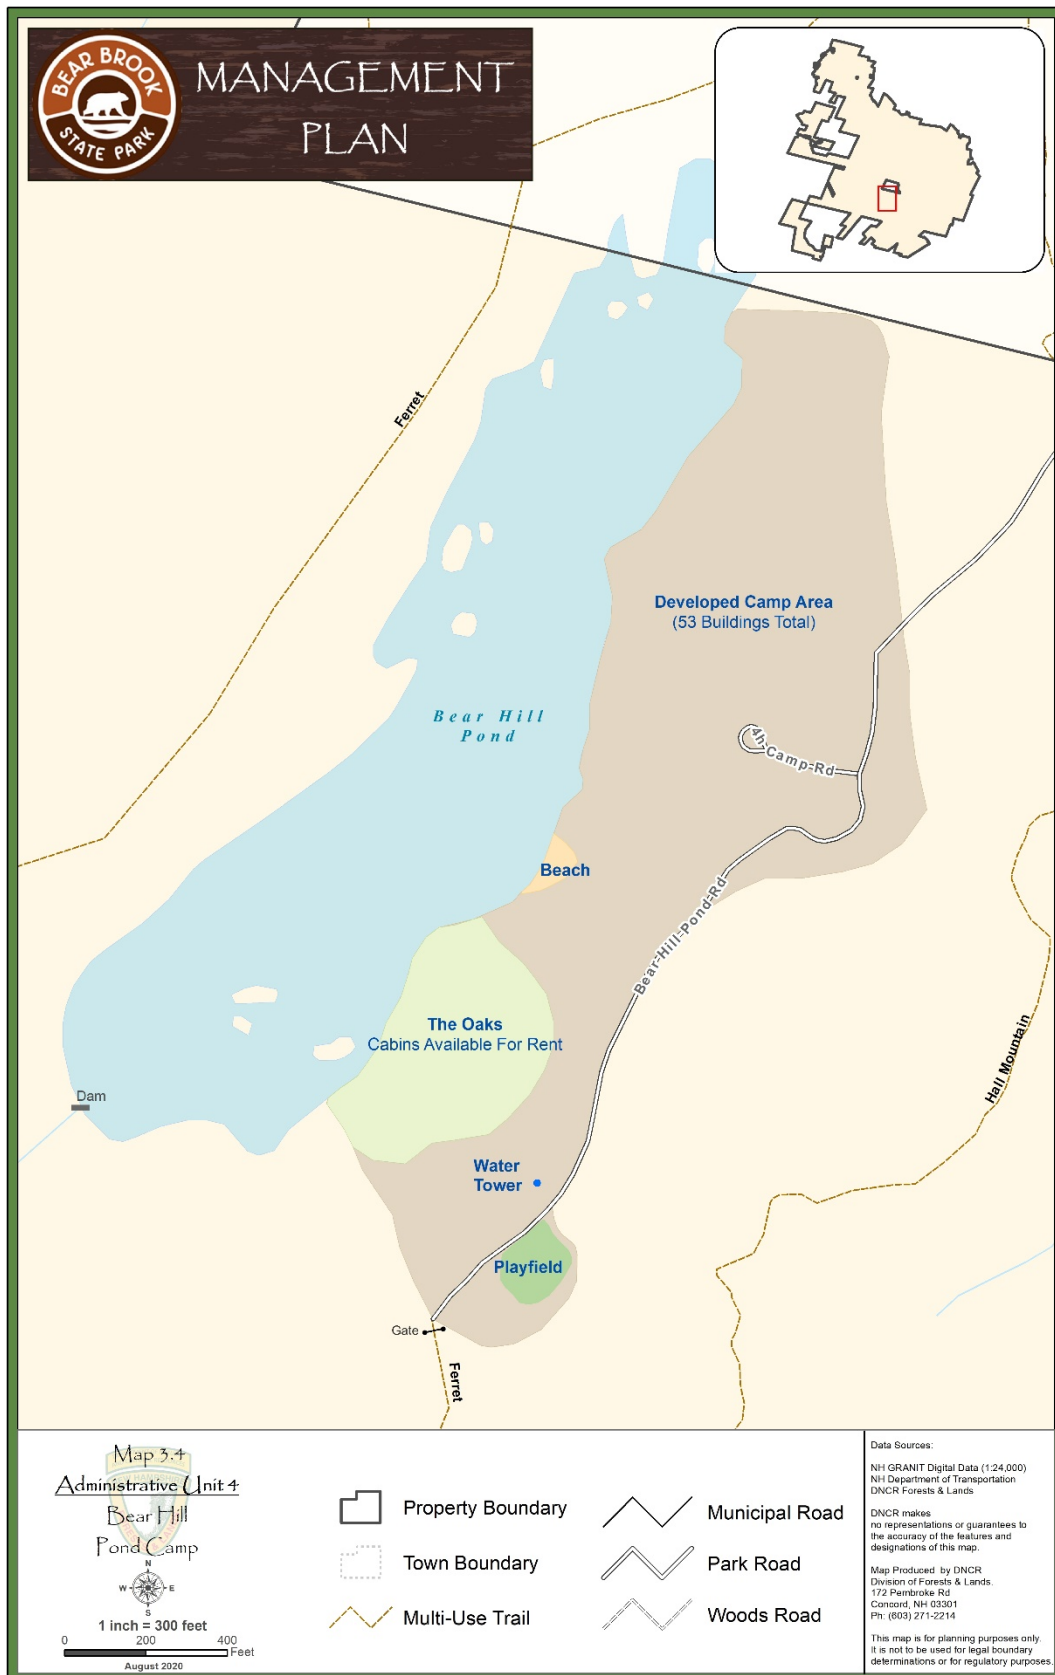 BEAR BROOK
STATE PARK
MANAGEMENT
PLAN
Ferret
Developed Camp Area
(53 Buildings Total)
Bear Hill
Pond
4h-Camp-Rd
Beach
Bear-Hill-Pond-Rd
The Oaks
Cabins Available For Rent
Hall Mountain
Dam
Water
Tower
Playfield
Gate
Ferret
Map 3.4
Administrative Unit 4
Bear Hill
Pond Camp
N
W
E
S
1 inch = 300 feet
0 200 400
Feet
August 2020
Property Boundary
Town Boundary
Multi-Use Trail
Municipal Road
Park Road
Woods Road
Data Sources:
NH GRANIT Digital Data (1:24,000)
NH Department of Transportation
DNCR Forests & Lands
DNCR makes
no representations or guarantees to
the accuracy of the features and
designations of this map.
Map Produced by DNCR
Division of Forests & Lands.
172 Pembroke Rd
Concord, NH 03301
Ph: (603) 271-2214
This map is for planning purposes only.
It is not to be used for legal boundary
determinations or for regulatory purposes.